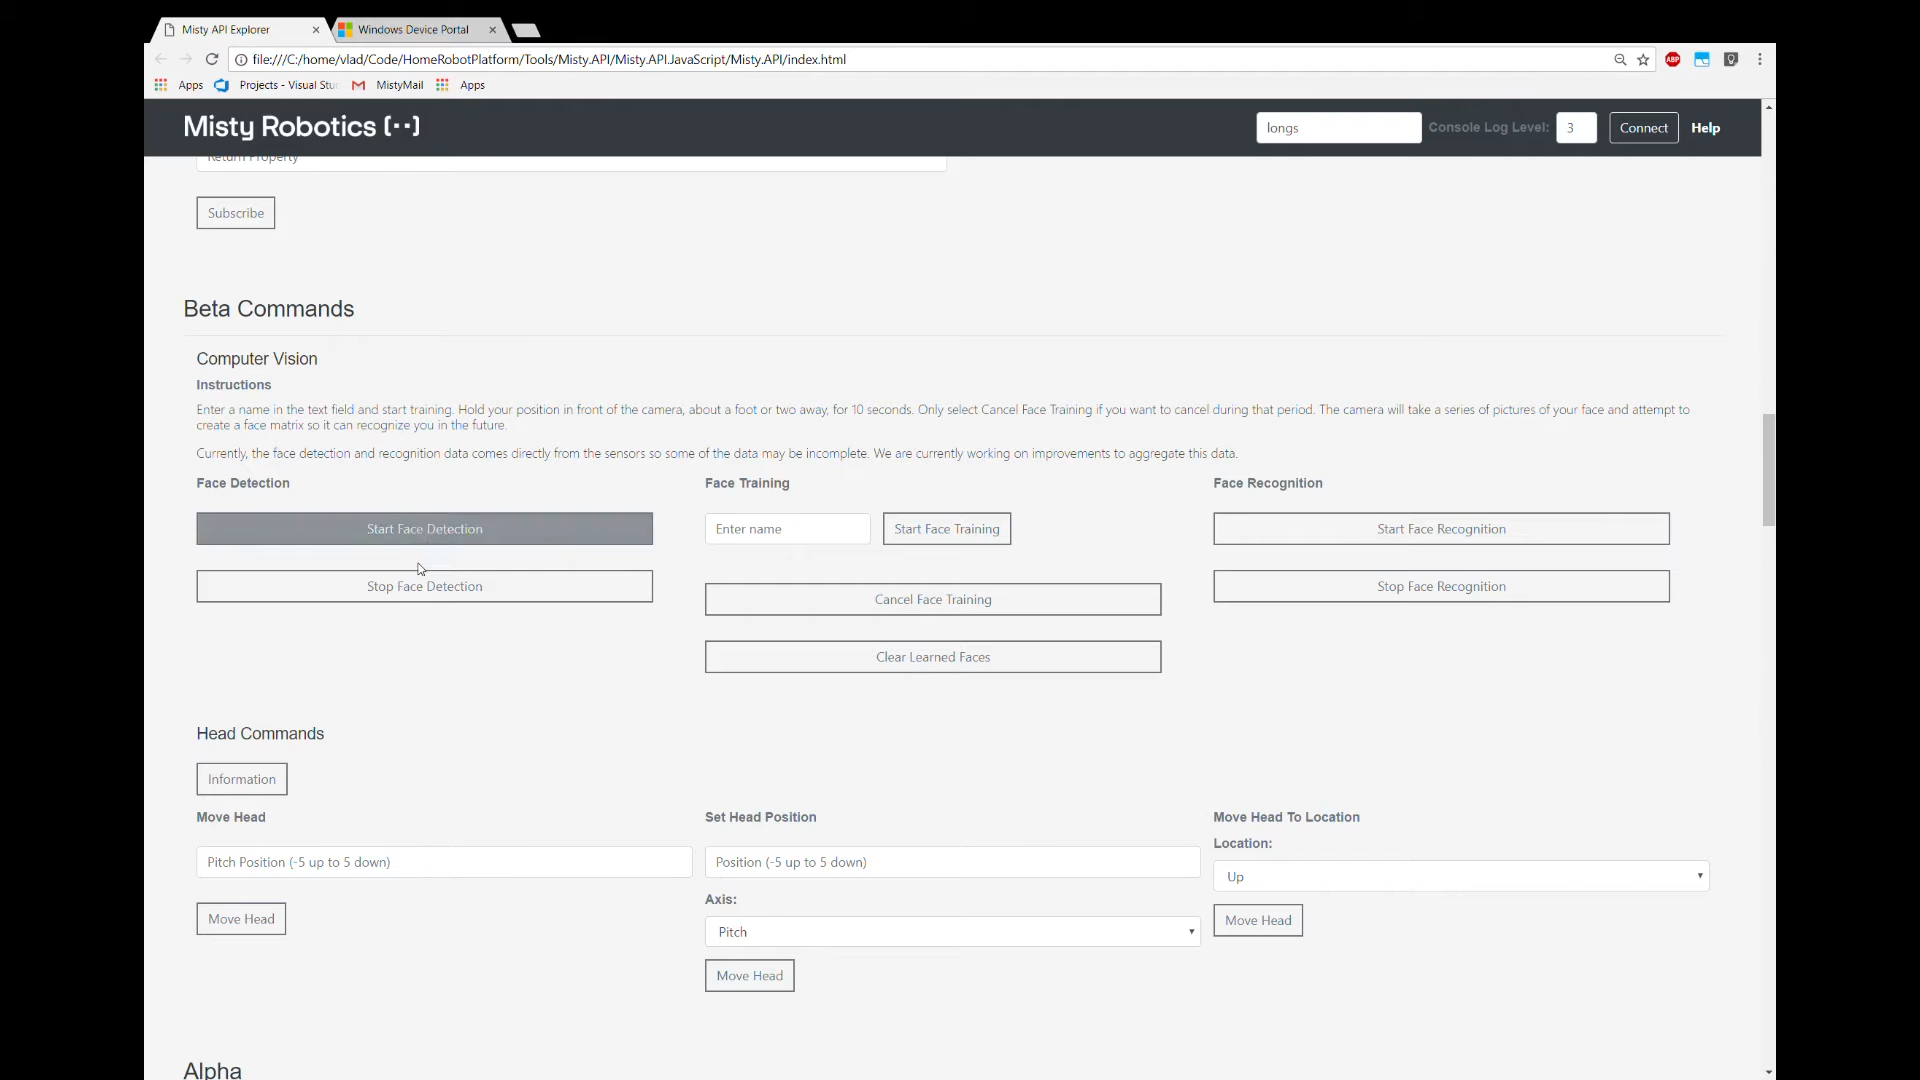 Misty API Explorer
Windows Device Portal
file:///C:/home/vlad/Code/HomeRobotPlatform/Tools/Misty.API/Misty.API.JavaScript/Misty.API/index.html
ABP
Apps
Projects - Visual Stu
MistyMail
Apps
Misty Robotics [··]
longs
Console Log Level:
3
Connect
Help
Return Property
Subscribe
Beta Commands
Computer Vision
Instructions
Enter a name in the text field and start training. Hold your position in front of the camera, about a foot or two away, for 10 seconds. Only select Cancel Face Training if you want to cancel during that period. The camera will take a series of pictures of your face and attempt to
create a face matrix so it can recognize you in the future.
Currently, the face detection and recognition data comes directly from the sensors so some of the data may be incomplete. We are currently working on improvements to aggregate this data.
Face Detection
Face Training
Face Recognition
Start Face Detection
Enter name
Start Face Training
Start Face Recognition
Stop Face Detection
Cancel Face Training
Stop Face Recognition
Clear Learned Faces
Head Commands
Information
Move Head
Set Head Position
Move Head To Location
Location:
Pitch Position (-5 up to 5 down)
Position (-5 up to 5 down)
Up
Axis:
Move Head
Pitch
Move Head
Move Head
Alpha